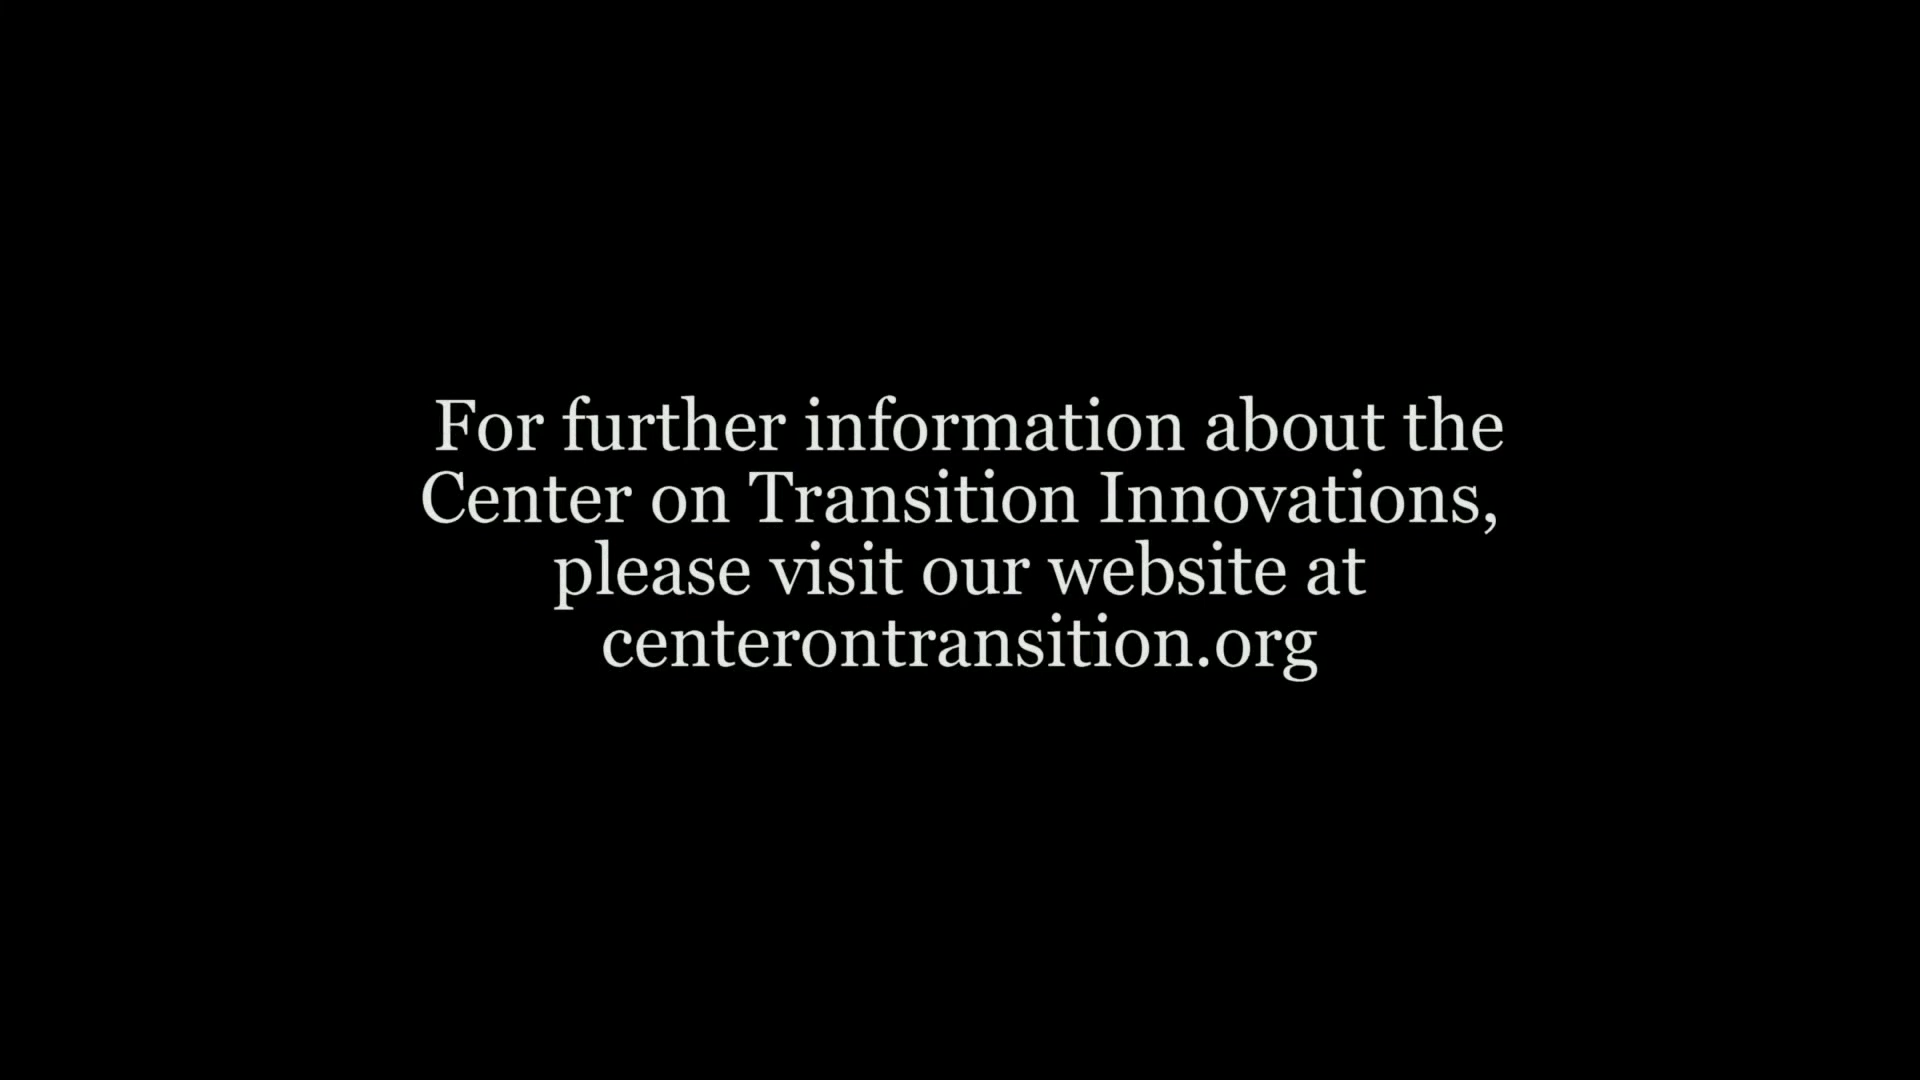 For further information about the
Center on Transition Innovations,
please visit our website at
centerontransition.org